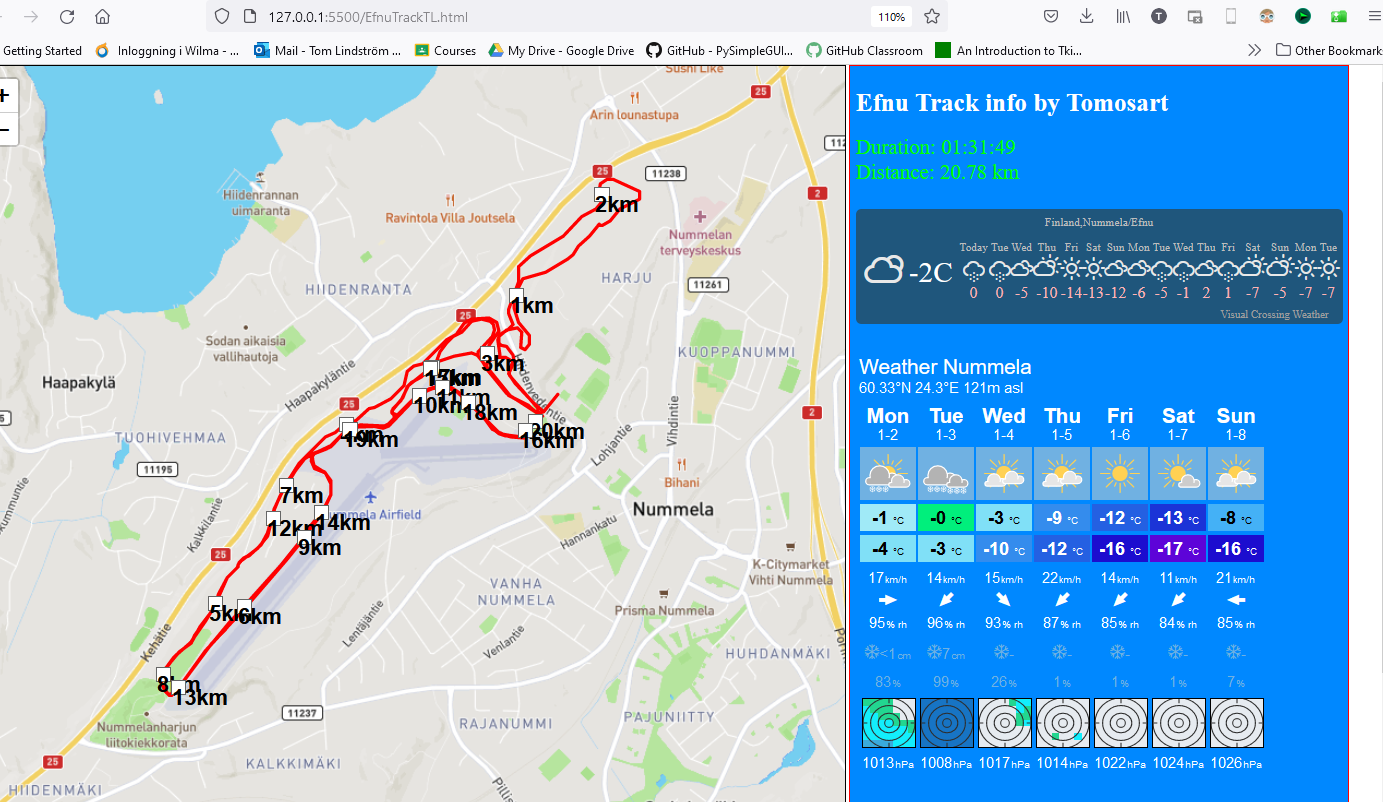 127.0.0.1:5500/EfnuTrackTL.html
110%
T
Getting Started
Inloggning i Wilma - ...
Mail - Tom Lindström ...
Courses
My Drive - Google Drive
GitHub - PySimpleGUI...
GitHub Classroom
An Introduction to Tki...
Other Bookmark
+
−
Sushi Like
25
Arin lounastupa
25
11238
2
Hiidenrannan
uimaranta
Ravintola Villa Joutsela
2km
Nummelan
terveyskeskus
HARJU
11261
HIIDENRANTA
1km
25
Sodan aikaisia
vallihautoja
KUOPPANUMMI
3km
Haapakylä
Haapakyläntie
Hiidenvedentie
17km
11km
10km
18km
25
2
Vihdintie
20km
16km
19km
TUOHIVEHMAA
Lohjantie
11195
Bihani
7km
Nummela
14km
Nummela Airfield
12km
9km
Kalkkilantie
Hannankatu
25
K-Citymarket
Vihti Nummela
VANHA
NUMMELA
Prisma Nummela
5km
6km
Kehätie
Lentäjäntie
Venlantie
HUHDANMÄKI
8km
13km
11237
Nummelanharjun
liitokiekkorata
RAJANUMMI
PAJUNIITTY
KALKKIMÄKI
25
HIIDENMÄKI
Efnu Track info by Tomosart
Duration: 01:31:49
Distance: 20.78 km
Finland,Nummela/Efnu
Today Tue Wed Thu Fri Sat Sun Mon Tue Wed Thu Fri Sat Sun Mon Tue
-2C
0 0 -5 -10 -14 -13 -12 -6 -5 -1 2 1 -7 -5 -7 -7
Visual Crossing Weather
Weather Nummela
60.33°N 24.3°E 121m asl
Mon Tue Wed Thu Fri Sat Sun
1-2 1-3 1-4 1-5 1-6 1-7 1-8
-1 °C -0 °C -3 °C -9 °C -12 °C -13 °C -8 °C
-4 °C -3 °C -10 °C -12 °C -16 °C -17 °C -16 °C
17km/h 14km/h 15km/h 22km/h 14km/h 11km/h 21km/h
95% rh 96% rh 93% rh 87% rh 85% rh 84% rh 85% rh
<1 cm 7 cm - - - - -
83% 99% 26% 1% 1% 1% 7%
1013hPa 1008hPa 1017hPa 1014hPa 1022hPa 1024hPa 1026hPa